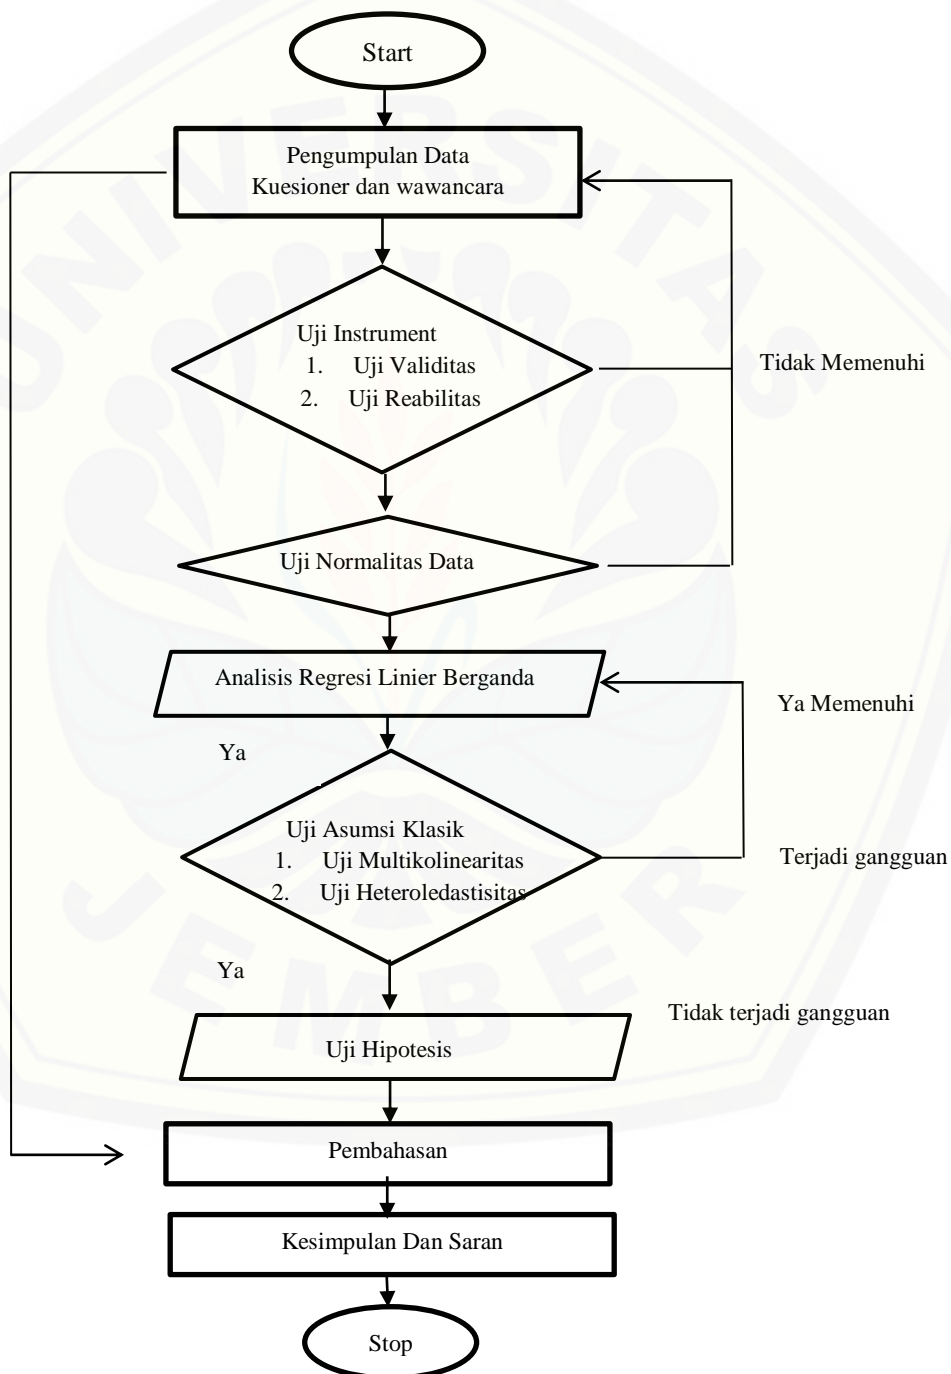 Start
Pengumpulan Data
Kuesioner dan wawancara
Uji Instrument
1. Uji Validitas
2. Uji Reabilitas
Tidak Memenuhi
Uji Normalitas Data
Analisis Regresi Linier Berganda
Ya Memenuhi
Ya
Uji Asumsi Klasik
1. Uji Multikolinearitas
2. Uji Heteroledastisitas
Terjadi gangguan
Ya
Tidak terjadi gangguan
Uji Hipotesis
Pembahasan
Kesimpulan Dan Saran
Stop
UNIVERSITAS
JEMBER